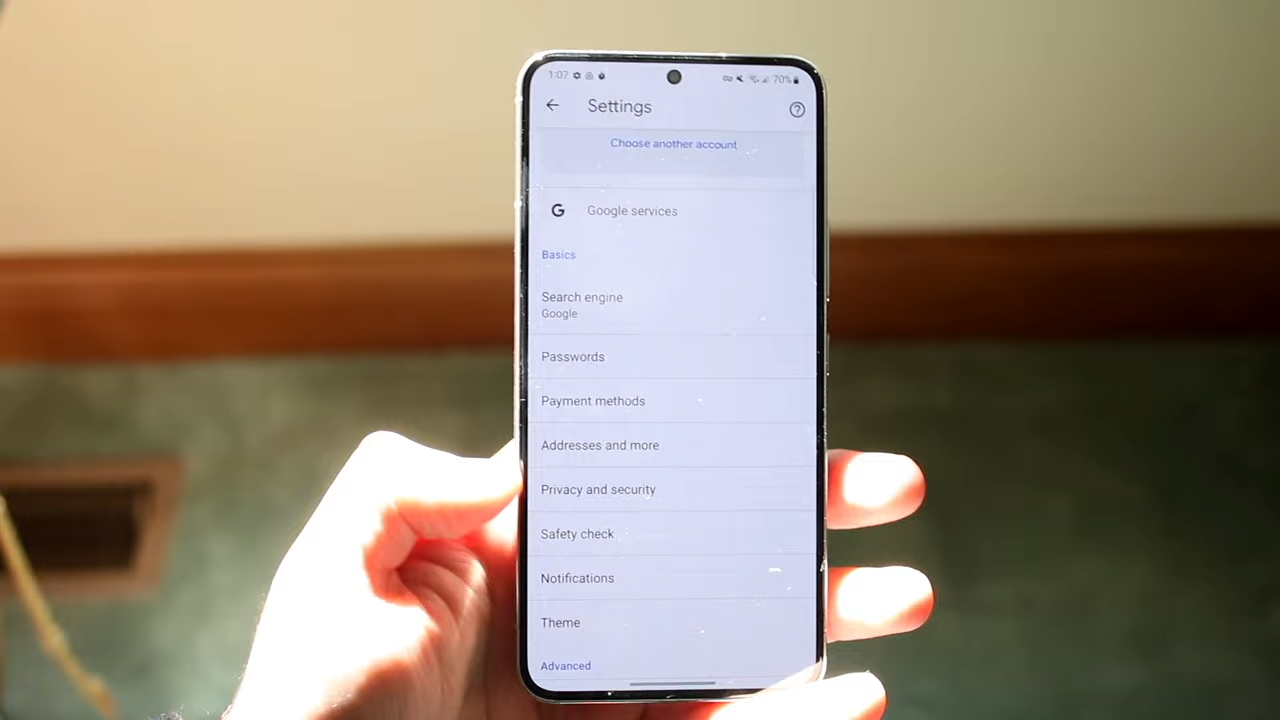 1:07 70%
Settings
Choose another account
G Google services
Basics
Search engine
Google
Passwords
Payment methods
Addresses and more
Privacy and security
Safety check
Notifications
Theme
Advanced